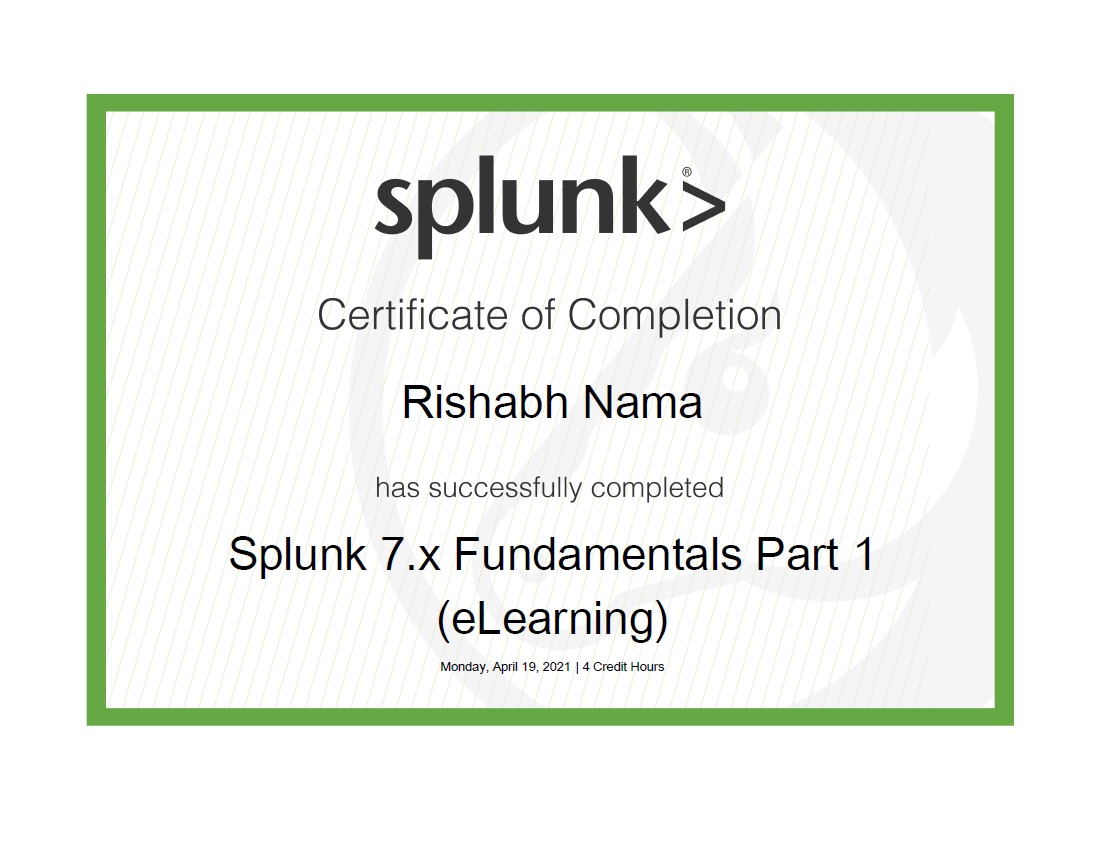 splunk>®
Certificate of Completion
Rishabh Nama
has successfully completed
Splunk 7.x Fundamentals Part 1
(eLearning)
Monday, April 19, 2021 | 4 Credit Hours